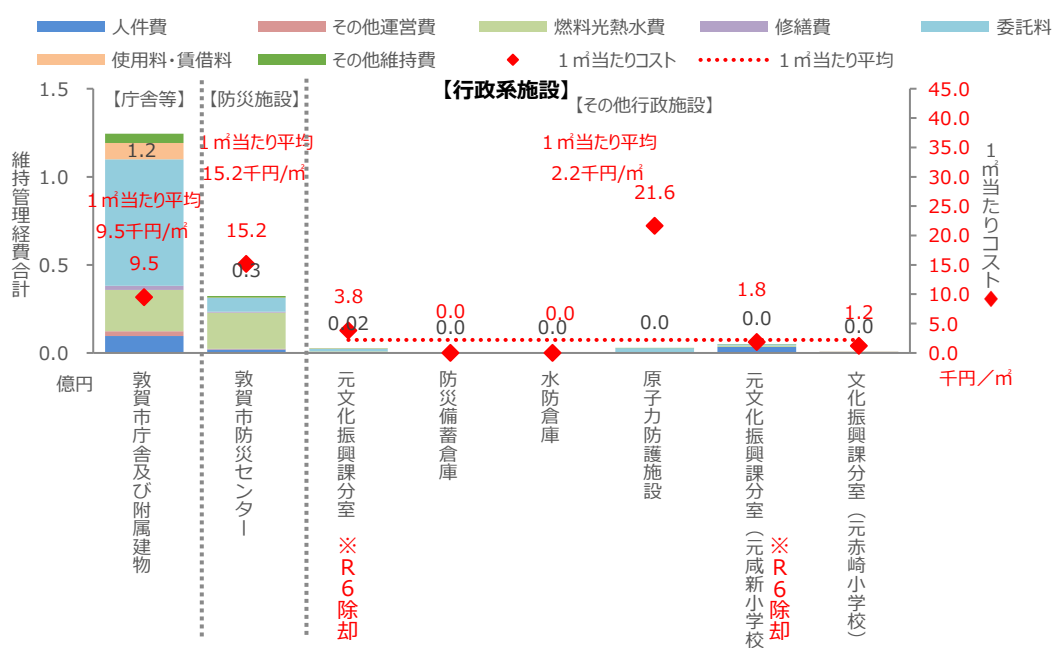 人件費 その他運営費 燃料光熱水費 修繕費 委託料
使用料・賃借料 その他維持費 1㎡当たりコスト 1㎡当たり平均
【行政系施設】
【庁舎等】 【防災施設】 【その他行政施設】
維持管理経費合計
1.5
1.0
0.5
0.0
億円
45.0
40.0
35.0
30.0
25.0
20.0
15.0
10.0
5.0
0.0
千円／㎡
1㎡当たりコスト
1.2
1㎡当たり平均
9.5千円/㎡
9.5
1㎡当たり平均
15.2千円/㎡
15.2
0.3
1㎡当たり平均
2.2千円/㎡
3.8
0.02
0.0
0.0
0.0
0.0
21.6
0.0
1.8
0.0
1.2
0.0
敦賀市庁舎及び附属建物
敦賀市防災センター
元文化振興課分室
※R6除却
防災備蓄倉庫
水防倉庫
原子力防護施設
元文化振興課分室（元咸新小学校
※R6除却
文化振興課分室（元赤崎小学校）